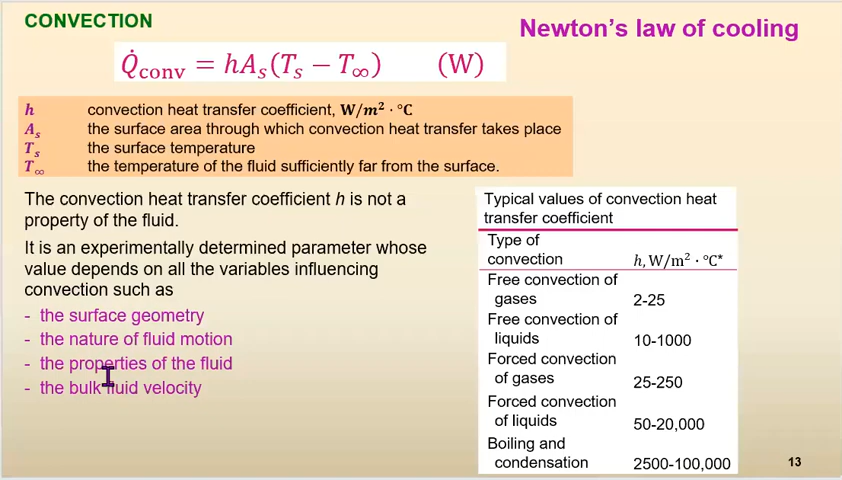 CONVECTION
Newton's law of cooling
Q̇conv = hAₛ(Tₛ − T∞) (W)
h convection heat transfer coefficient, W/m² · °C
Aₛ the surface area through which convection heat transfer takes place
Tₛ the surface temperature
T∞ the temperature of the fluid sufficiently far from the surface.
The convection heat transfer coefficient h is not a
property of the fluid.
It is an experimentally determined parameter whose
value depends on all the variables influencing
convection such as
- the surface geometry
- the nature of fluid motion
- the properties of the fluid
- the bulk fluid velocity
Typical values of convection heat
transfer coefficient
Type of
convection h, W/m² · °C*
Free convection of
gases 2-25
Free convection of
liquids 10-1000
Forced convection
of gases 25-250
Forced convection
of liquids 50-20,000
Boiling and
condensation 2500-100,000
13